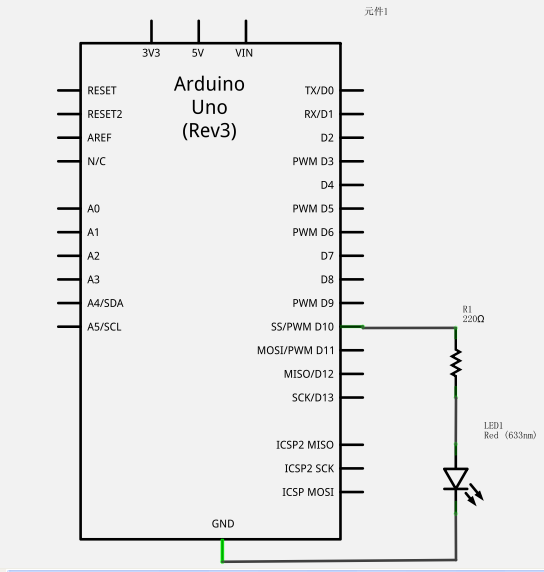 元件1
3V3 5V VIN
Arduino
Uno
(Rev3)
RESET TX/D0
RESET2 RX/D1
AREF D2
N/C PWM D3
D4
A0 PWM D5
A1 PWM D6
A2 D7
A3 D8
A4/SDA PWM D9
A5/SCL SS/PWM D10
MOSI/PWM D11
MISO/D12
SCK/D13
ICSP2 MISO
ICSP2 SCK
ICSP MOSI
GND
R1
220Ω
LED1
Red (633nm)